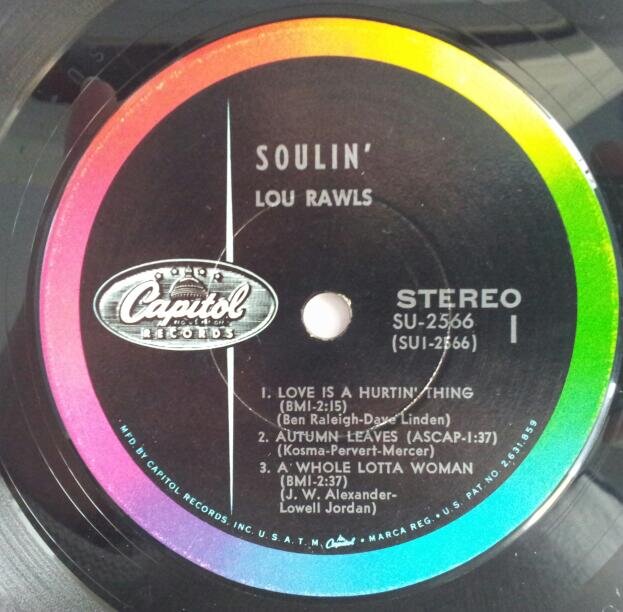 SOULIN'
LOU RAWLS
Capitol
RECORDS
STEREO
SU-2566
1
(SU1-2566)
1. LOVE IS A HURTIN' THING
(BMI-2:15)
(Ben Raleigh-Dave Linden)
2. AUTUMN LEAVES (ASCAP-1:37)
(Kosma-Pervert-Mercer)
3. A WHOLE LOTTA WOMAN
(BMI-2:37)
(J. W. Alexander-
Lowell Jordan)
MFD. BY CAPITOL RECORDS, INC. U.S.A. T.M. Capitol • MARCA REG. • U.S. PAT. NO. 2,631,859